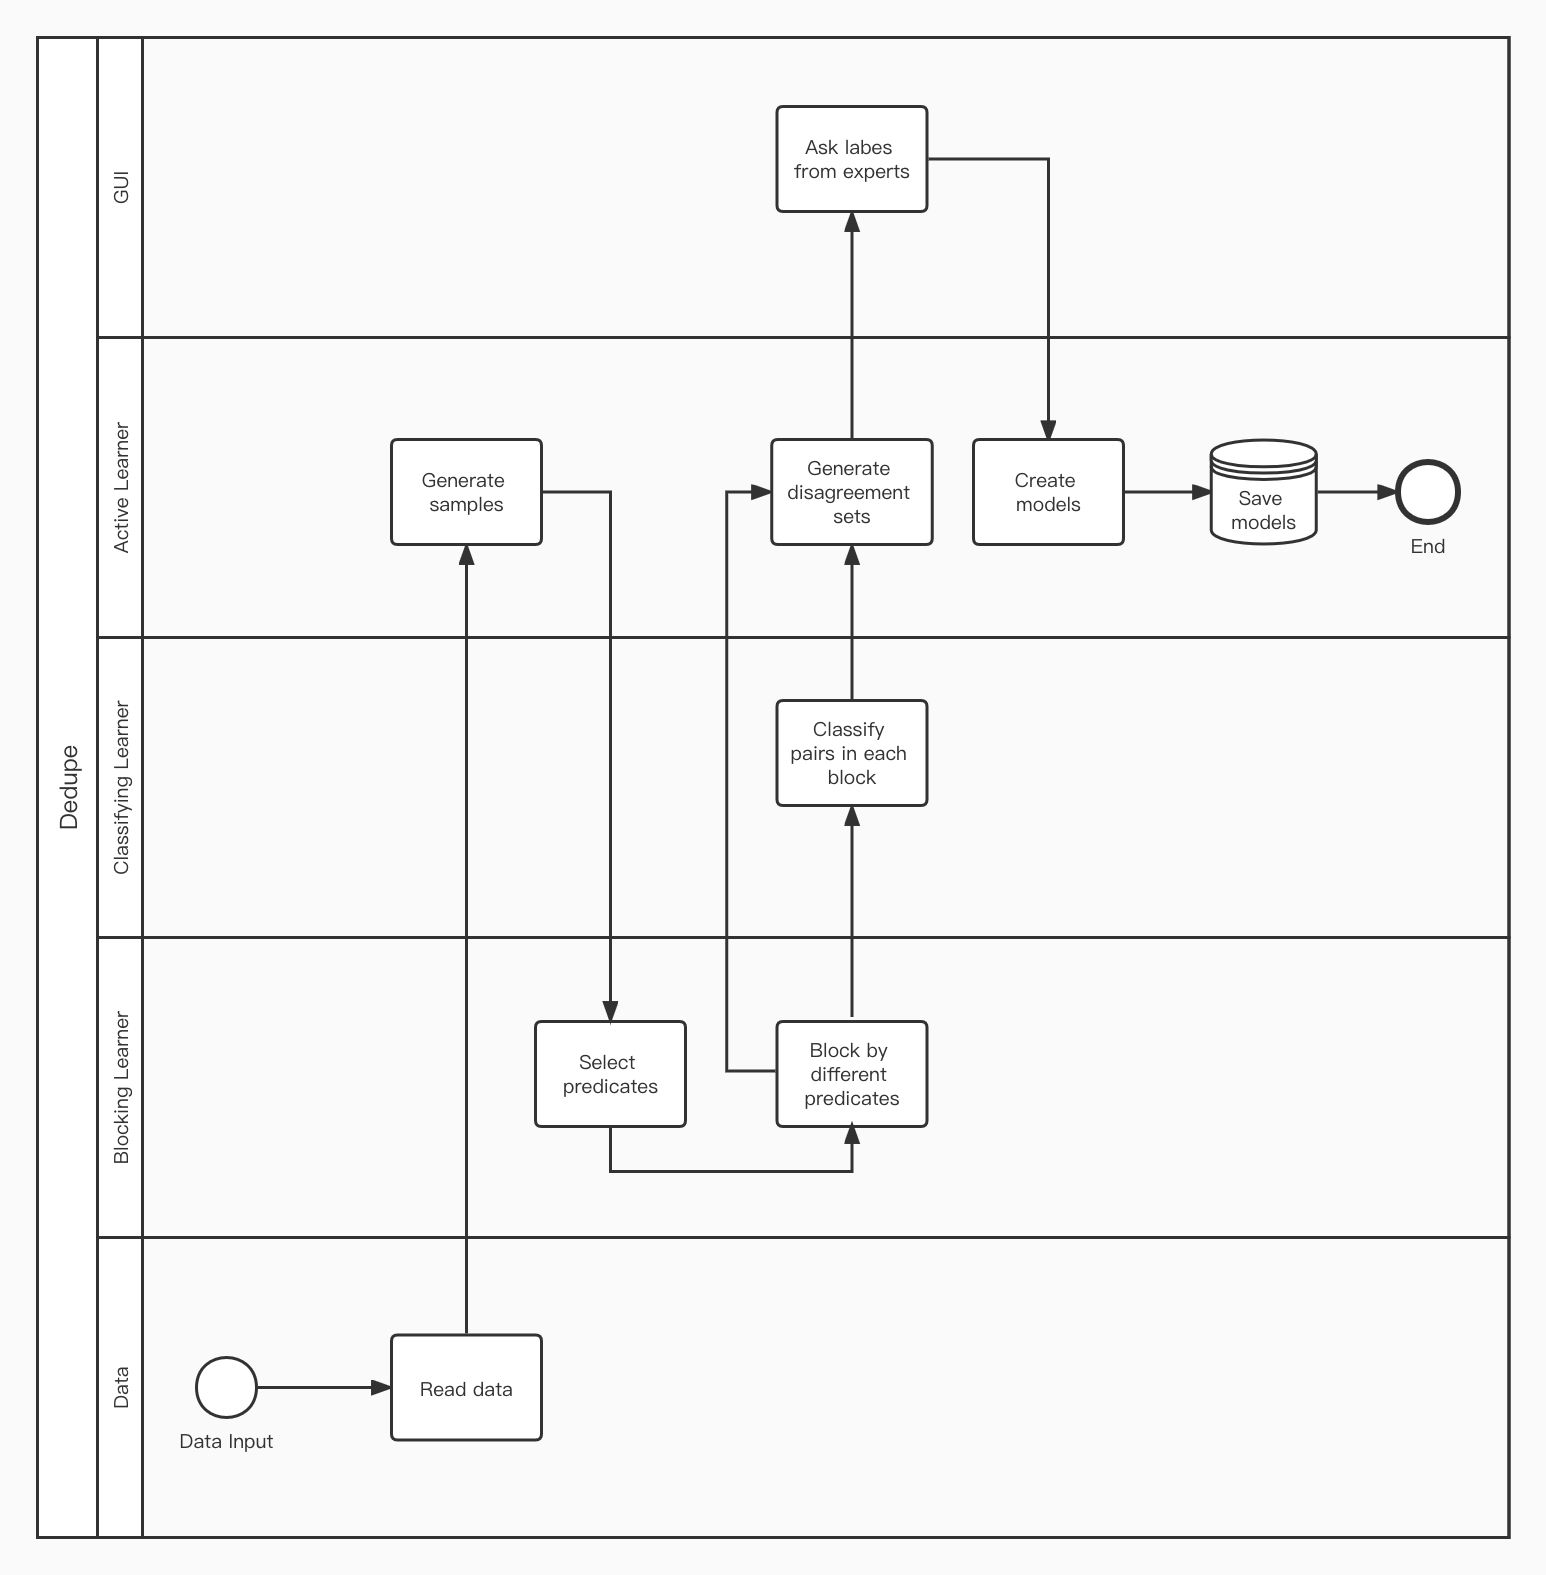 Dedupe
GUI
Ask labes
from experts
Active Learner
Generate
samples
Generate
disagreement
sets
Create
models
Save
models
End
Classifying Learner
Classify
pairs in each
block
Blocking Learner
Select
predicates
Block by
different
predicates
Data
Data Input
Read data